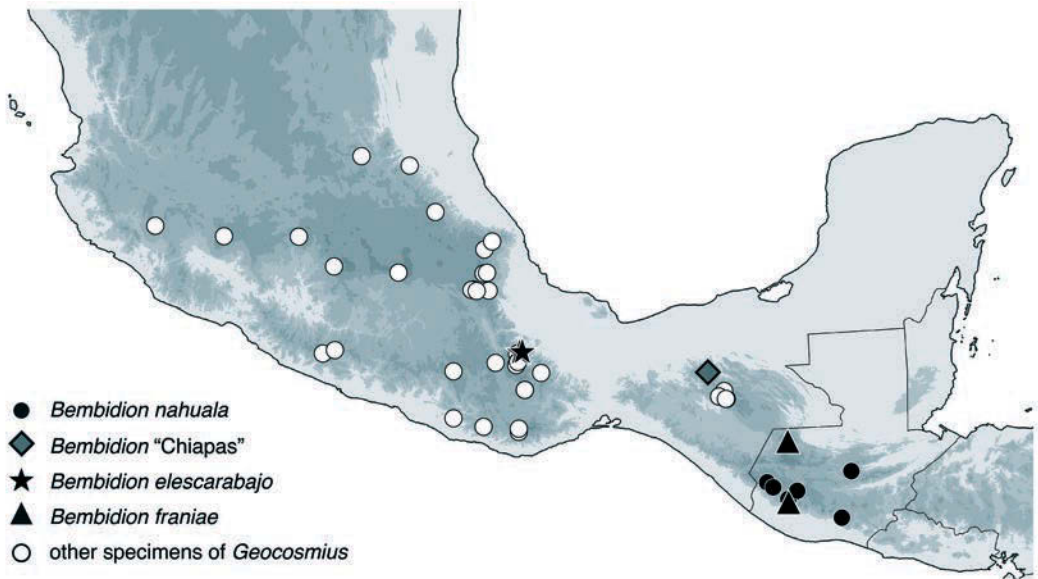 Bembidion nahuala
Bembidion “Chiapas”
Bembidion elescarabajo
Bembidion franiae
other specimens of Geocosmius